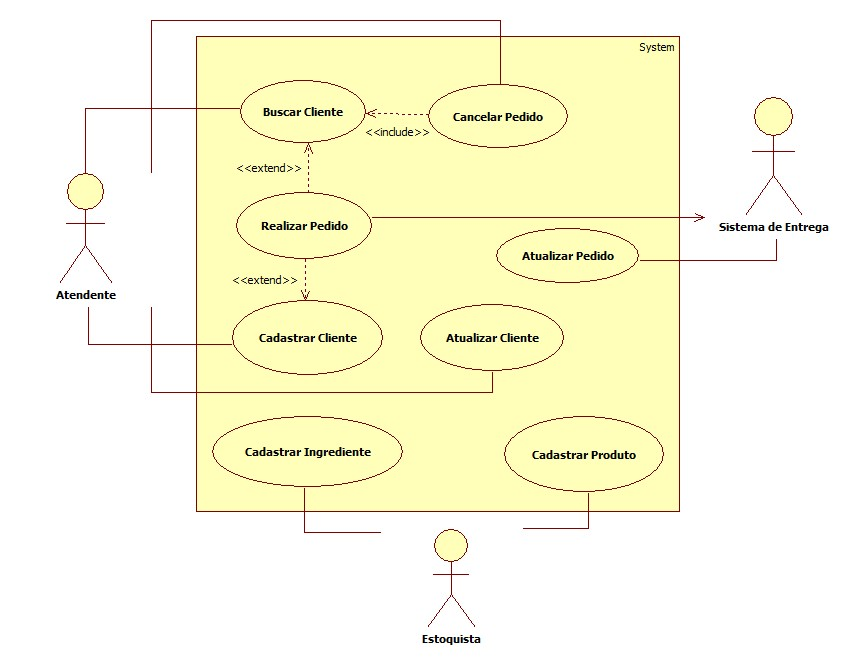 System
Buscar Cliente
Cancelar Pedido
<<include>>
<<extend>>
Realizar Pedido
Sistema de Entrega
Atualizar Pedido
Atendente
<<extend>>
Cadastrar Cliente
Atualizar Cliente
Cadastrar Ingrediente
Cadastrar Produto
Estoquista